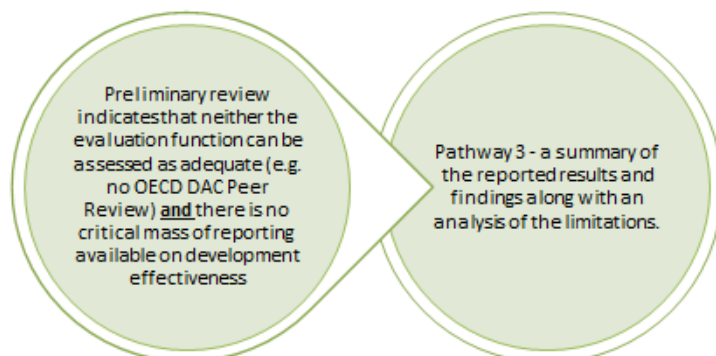 Preliminary review
indicates that neither the
evaluation function can be
assessed as adequate (e.g.
no OECD DAC Peer
Review) and there is no
critical mass of reporting
available on development
effectiveness
Pathway 3 - a summary of
the reported results and
findings along with an
analysis of the limitations.